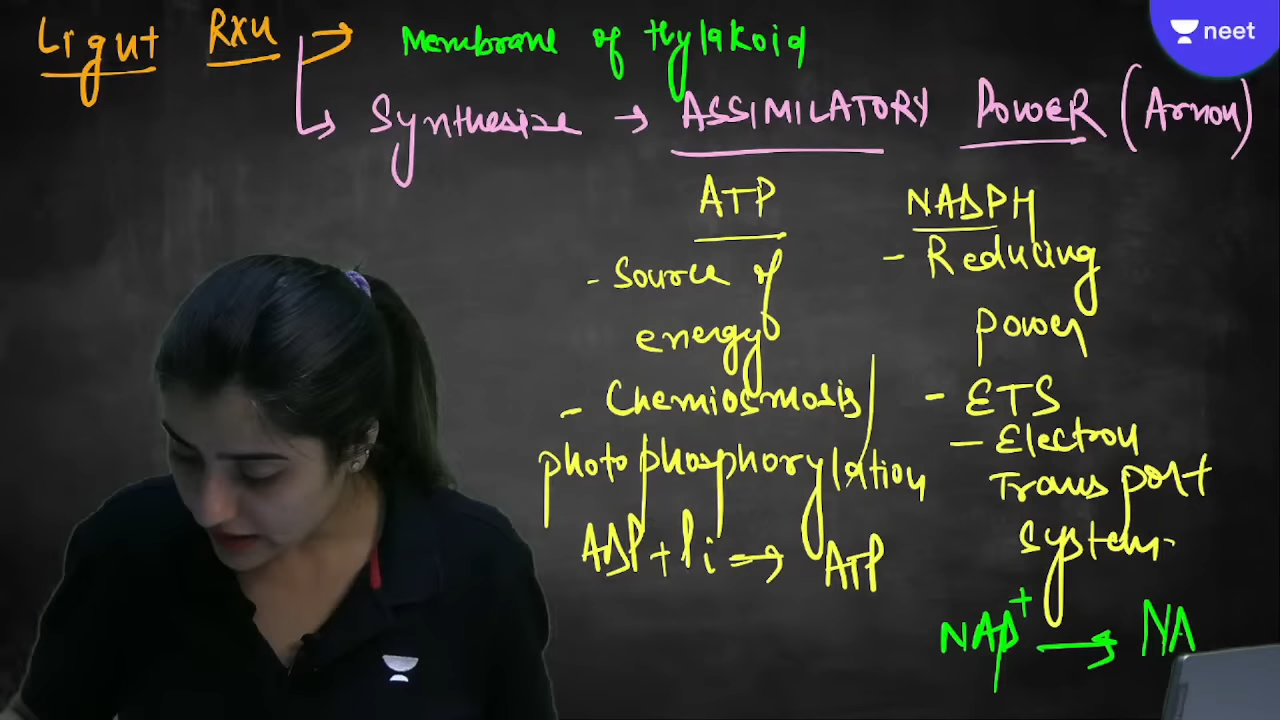 Light Rxn → Membrane of thylakoid
neet
↳ Synthesize → ASSIMILATORY POWER (Arnon)
ATP
- Source of
energy
- Chemiosmosis/
photophosphorylation
ADP + Pi → ATP
NADPH
- Reducing
power
- ETS
- Electron
Transport
System
NAP⁺ → NA